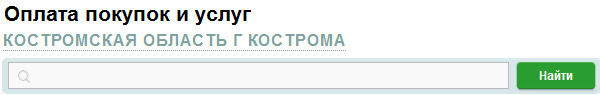 Оплата покупок и услуг
КОСТРОМСКАЯ ОБЛАСТЬ Г КОСТРОМА
Найти